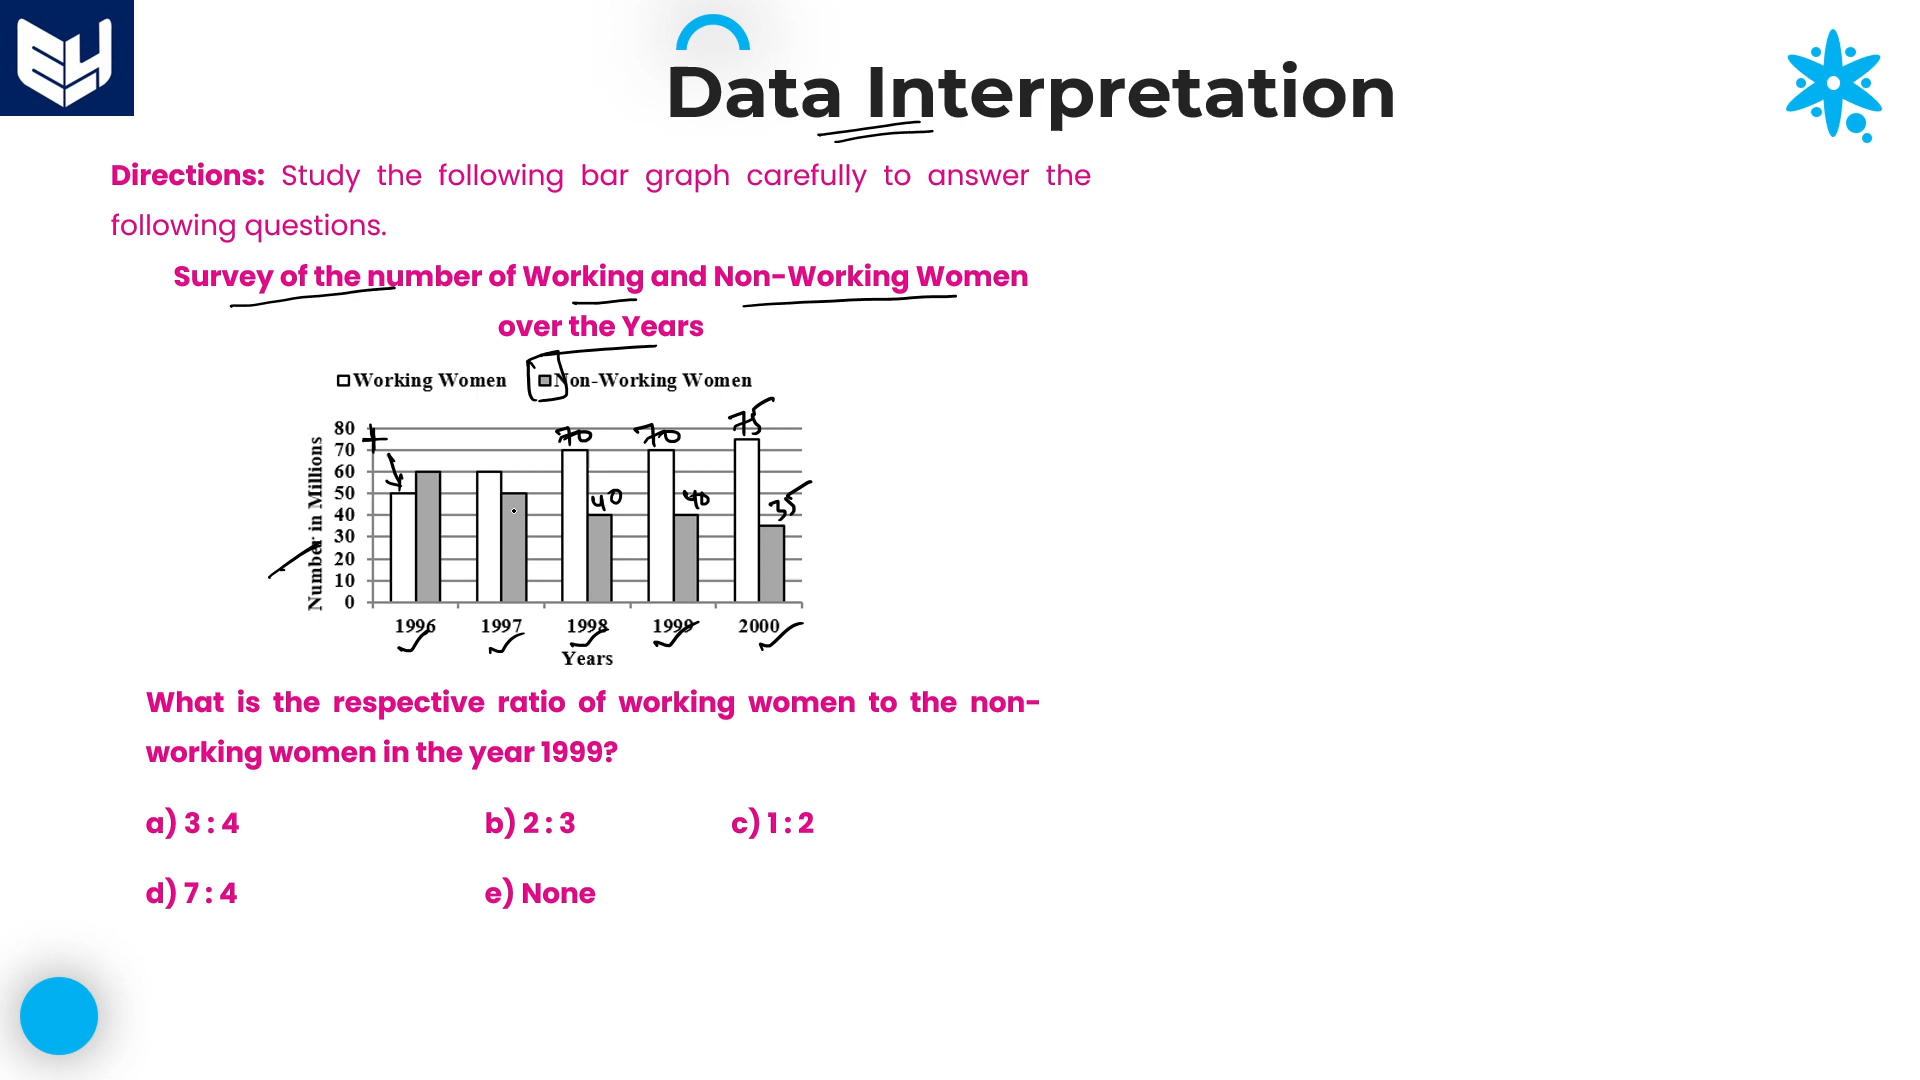 Data Interpretation
Directions: Study the following bar graph carefully to answer the
following questions.
Survey of the number of Working and Non-Working Women
over the Years
Working Women Non-Working Women
75
80 70 70
70
60
50 40 40 35
40
30
20
10
0
Number in Millions
1996 1997 1998 1999 2000
Years
What is the respective ratio of working women to the non-
working women in the year 1999?
a) 3 : 4 b) 2 : 3 c) 1 : 2
d) 7 : 4 e) None